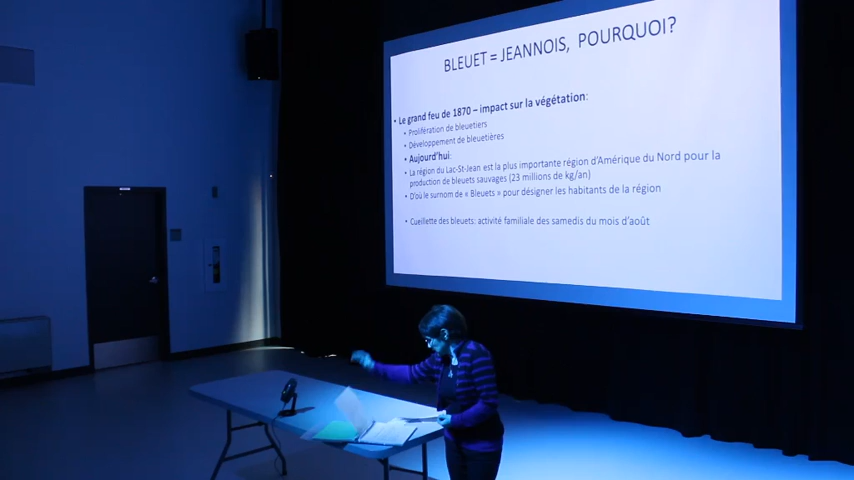 BLEUET = JEANNOIS, POURQUOI?
• Le grand feu de 1870 – impact sur la végétation:
• Prolifération de bleuetiers
• Développement de bleuetières
• Aujourd'hui:
• La région du Lac-St-Jean est la plus importante région d'Amérique du Nord pour la
production de bleuets sauvages (23 millions de kg/an)
• D'où le surnom de « Bleuets » pour désigner les habitants de la région
• Cueillette des bleuets: activité familiale des samedis du mois d'août